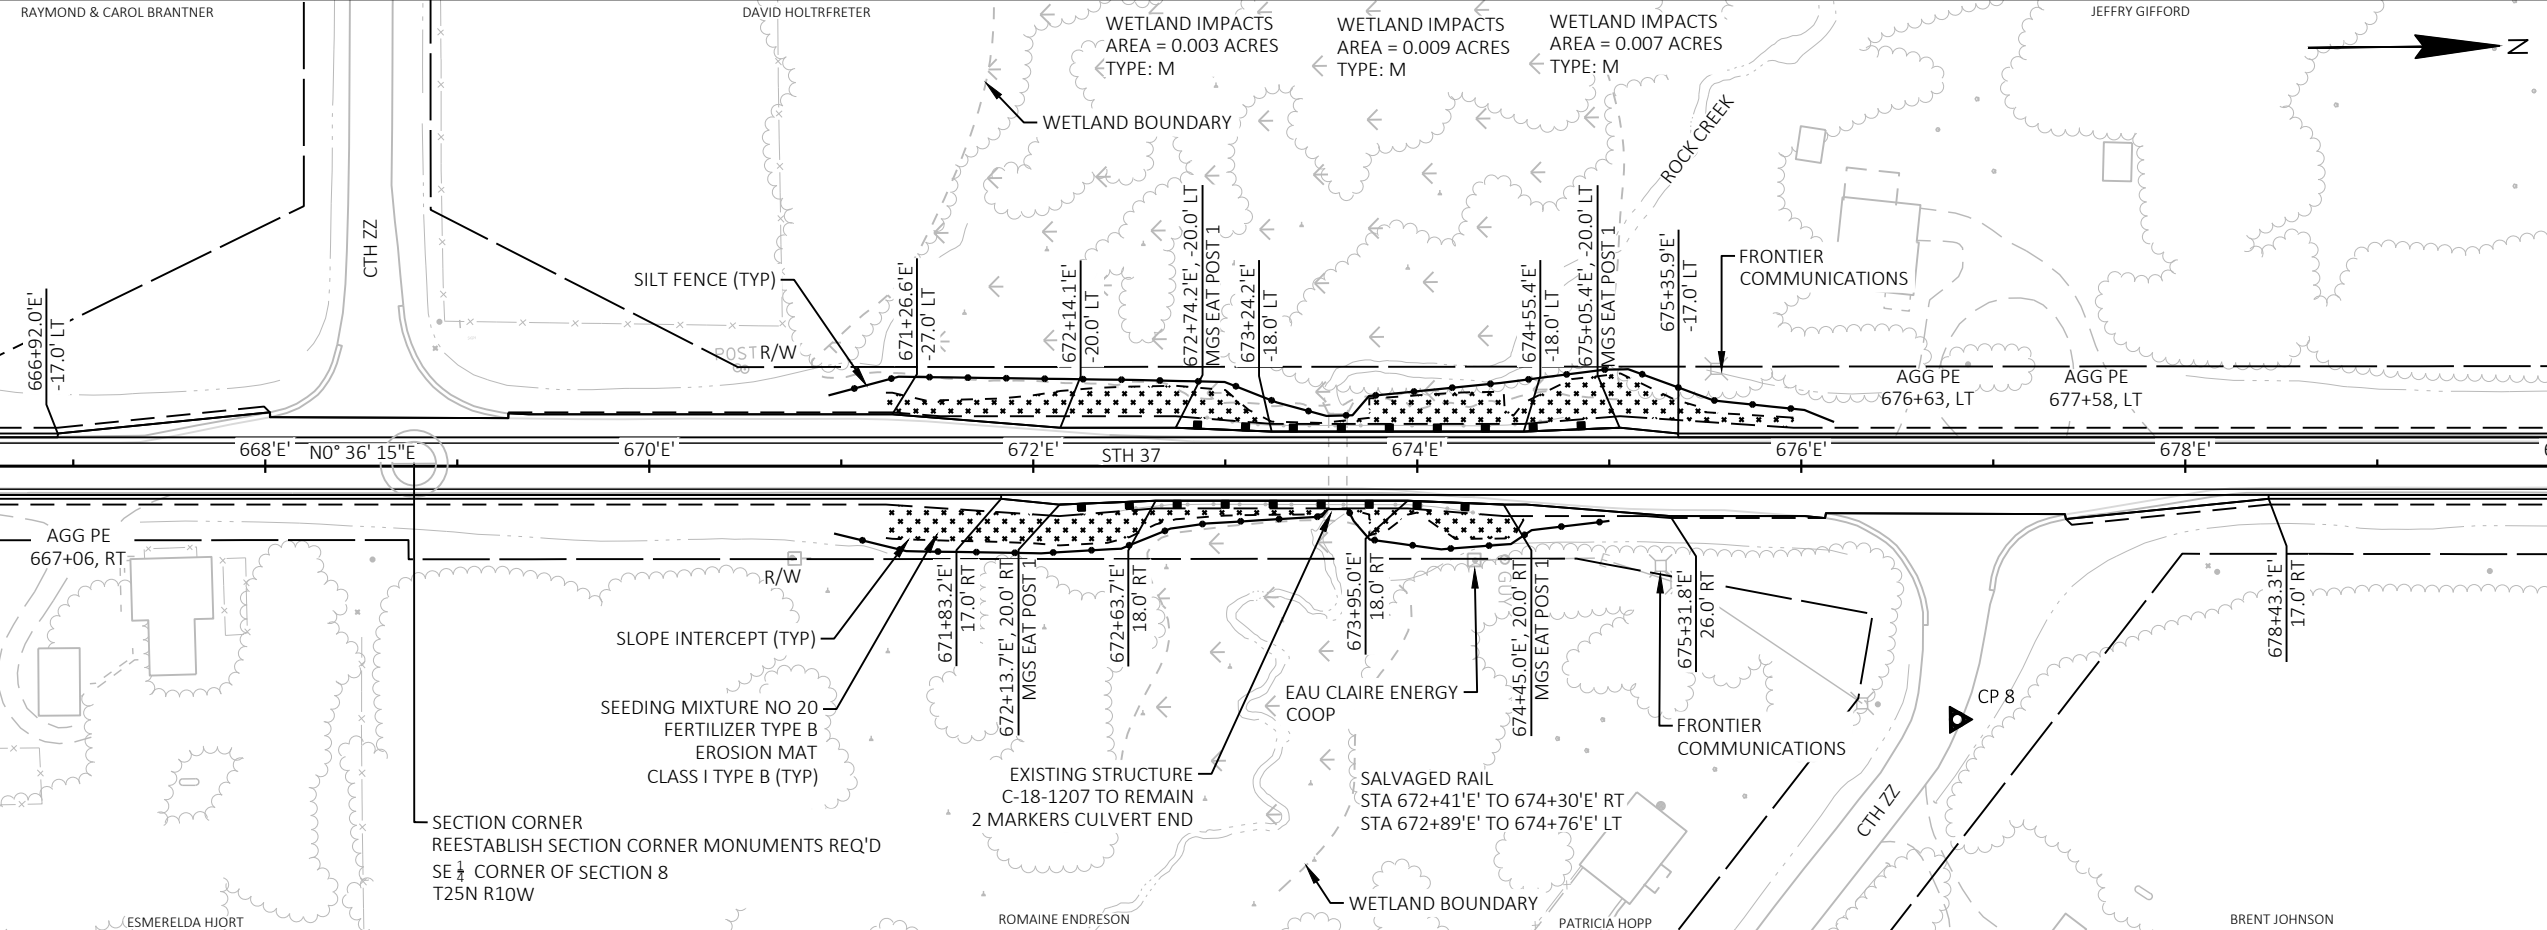 RAYMOND & CAROL BRANTNER
DAVID HOLTRFRETER
JEFFRY GIFFORD
WETLAND IMPACTS
AREA = 0.003 ACRES
TYPE: M
WETLAND IMPACTS
AREA = 0.009 ACRES
TYPE: M
WETLAND IMPACTS
AREA = 0.007 ACRES
TYPE: M
N
WETLAND BOUNDARY
ROCK CREEK
CTH ZZ
SILT FENCE (TYP)
FRONTIER
COMMUNICATIONS
666+92.0'E'
-17.0' LT
POST
R/W
671+26.6'E'
-27.0' LT
672+14.1'E'
-20.0' LT
672+74.2'E', -20.0' LT
MGS EAT POST 1
673+24.2'E'
-18.0' LT
674+55.4'E'
-18.0' LT
675+05.4'E', -20.0' LT
MGS EAT POST 1
675+35.9'E'
-17.0' LT
AGG PE
676+63, LT
AGG PE
677+58, LT
668'E'
N0° 36' 15"E
670'E'
672'E'
STH 37
674'E'
676'E'
678'E'
AGG PE
667+06, RT
R/W
671+83.2'E'
17.0' RT
672+13.7'E', 20.0' RT
MGS EAT POST 1
672+63.7'E'
18.0' RT
673+95.0'E'
18.0' RT
GUY
674+45.0'E', 20.0' RT
MGS EAT POST 1
675+31.8'E'
26.0' RT
678+43.3'E'
17.0' RT
SLOPE INTERCEPT (TYP)
SEEDING MIXTURE NO 20
FERTILIZER TYPE B
EROSION MAT
CLASS I TYPE B (TYP)
EAU CLAIRE ENERGY
COOP
FRONTIER
COMMUNICATIONS
CP 8
EXISTING STRUCTURE
C-18-1207 TO REMAIN
2 MARKERS CULVERT END
SALVAGED RAIL
STA 672+41'E' TO 674+30'E' RT
STA 672+89'E' TO 674+76'E' LT
CTH ZZ
SECTION CORNER
REESTABLISH SECTION CORNER MONUMENTS REQ'D
SE 1/4 CORNER OF SECTION 8
T25N R10W
WETLAND BOUNDARY
ESMERELDA HJORT
ROMAINE ENDRESON
PATRICIA HOPP
BRENT JOHNSON